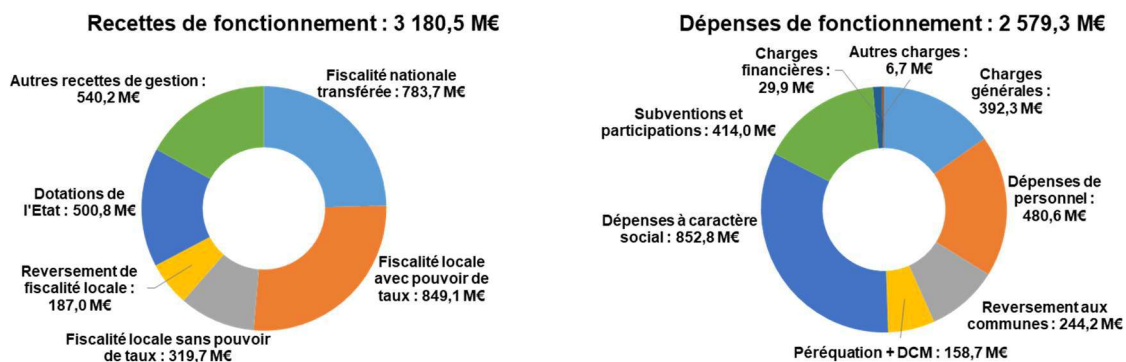 Recettes de fonctionnement : 3 180,5 M€
Autres recettes de gestion :
540,2 M€
Fiscalité nationale
transférée : 783,7 M€
Dotations de
l'Etat : 500,8 M€
Reversement de
fiscalité locale :
187,0 M€
Fiscalité locale
avec pouvoir de
taux : 849,1 M€
Fiscalité locale sans pouvoir
de taux : 319,7 M€
Dépenses de fonctionnement : 2 579,3 M€
Charges
financières :
29,9 M€
Autres charges :
6,7 M€
Charges
générales :
392,3 M€
Subventions et
participations : 414,0 M€
Dépenses de
personnel :
480,6 M€
Dépenses à caractère
social : 852,8 M€
Reversement aux
communes : 244,2 M€
Péréquation + DCM : 158,7 M€